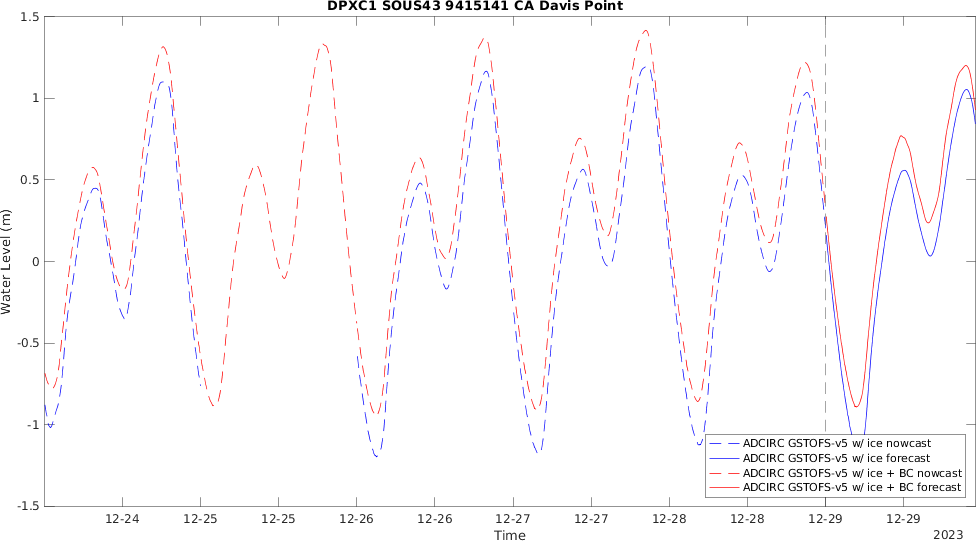 DPXC1 SOUS43 9415141 CA Davis Point
1.5
1
0.5
0
-0.5
-1
-1.5
Water Level (m)
12-24
12-25
12-25
12-26
12-26
12-27
12-27
12-28
12-28
12-29
12-29
Time
2023
ADCIRC GSTOFS-v5 w/ ice nowcast
ADCIRC GSTOFS-v5 w/ ice forecast
ADCIRC GSTOFS-v5 w/ ice + BC nowcast
ADCIRC GSTOFS-v5 w/ ice + BC forecast